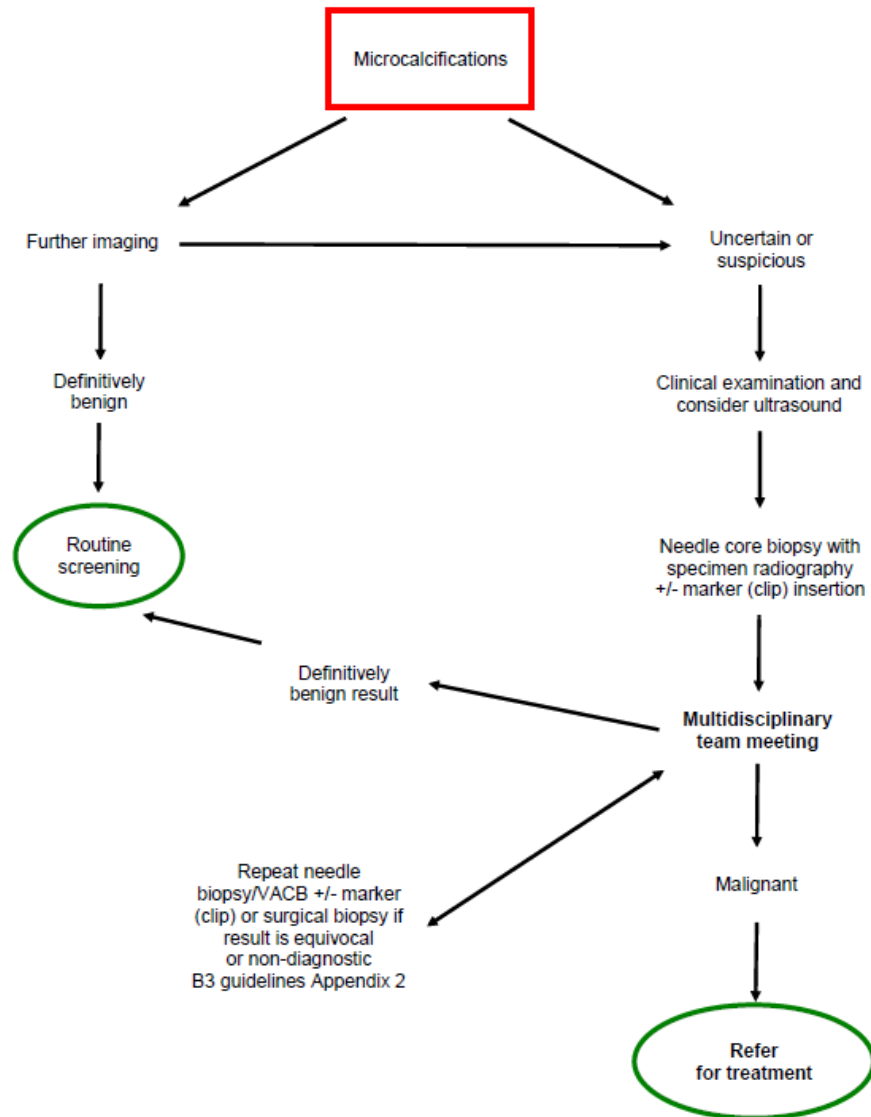 Microcalcifications
Further imaging
Uncertain or
suspicious
Definitively
benign
Clinical examination and
consider ultrasound
Routine
screening
Needle core biopsy with
specimen radiography
+/- marker (clip) insertion
Definitively
benign result
Multidisciplinary
team meeting
Repeat needle
biopsy/VACB +/- marker
(clip) or surgical biopsy if
result is equivocal
or non-diagnostic
B3 guidelines Appendix 2
Malignant
Refer
for treatment